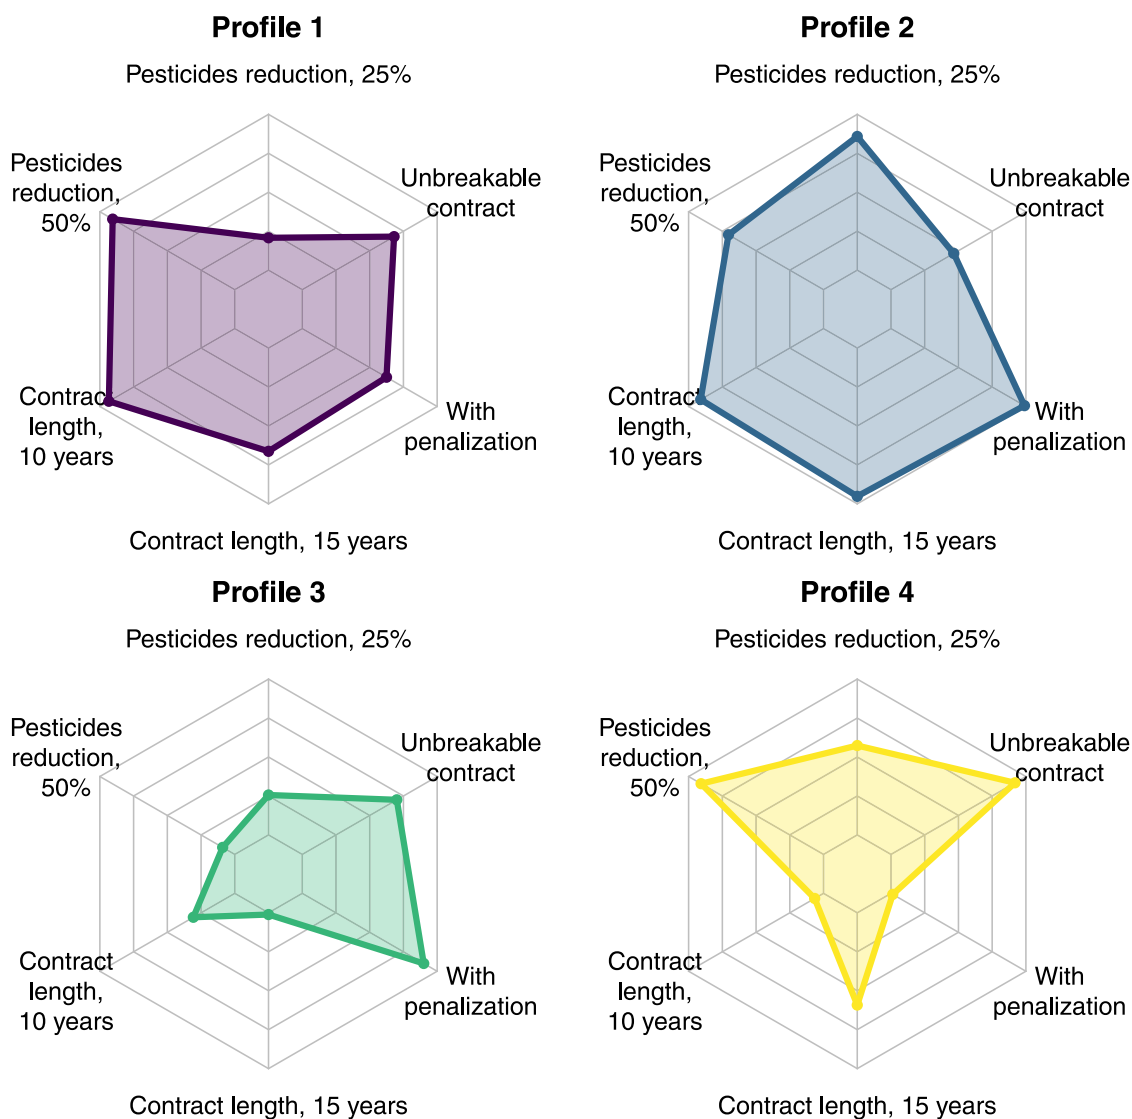 Profile 1
Pesticides reduction, 25%
Pesticides
reduction,
50%
Unbreakable
contract
Contract
length,
10 years
With
penalization
Contract length, 15 years
Profile 2
Pesticides reduction, 25%
Pesticides
reduction,
50%
Unbreakable
contract
Contract
length,
10 years
With
penalization
Contract length, 15 years
Profile 3
Pesticides reduction, 25%
Pesticides
reduction,
50%
Unbreakable
contract
Contract
length,
10 years
With
penalization
Contract length, 15 years
Profile 4
Pesticides reduction, 25%
Pesticides
reduction,
50%
Unbreakable
contract
Contract
length,
10 years
With
penalization
Contract length, 15 years